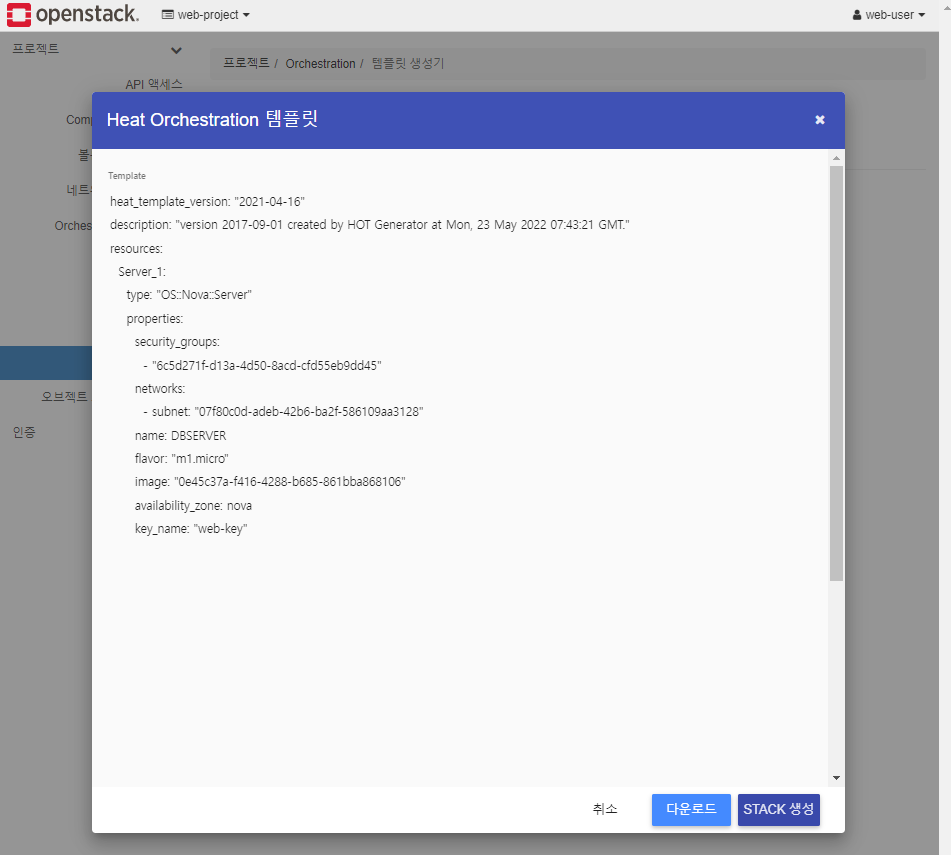 openstack. web-project web-user
프로젝트
프로젝트 / Orchestration / 템플릿 생성기
API 액세스
Comp
볼
네트
Orches
오브젝트
인증
Heat Orchestration 템플릿
Template
heat_template_version: "2021-04-16"
description: "version 2017-09-01 created by HOT Generator at Mon, 23 May 2022 07:43:21 GMT."
resources:
Server_1:
type: "OS::Nova::Server"
properties:
security_groups:
- "6c5d271f-d13a-4d50-8acd-cfd55eb9dd45"
networks:
- subnet: "07f80c0d-adeb-42b6-ba2f-586109aa3128"
name: DBSERVER
flavor: "m1.micro"
image: "0e45c37a-f416-4288-b685-861bba868106"
availability_zone: nova
key_name: "web-key"
취소 다운로드 STACK 생성